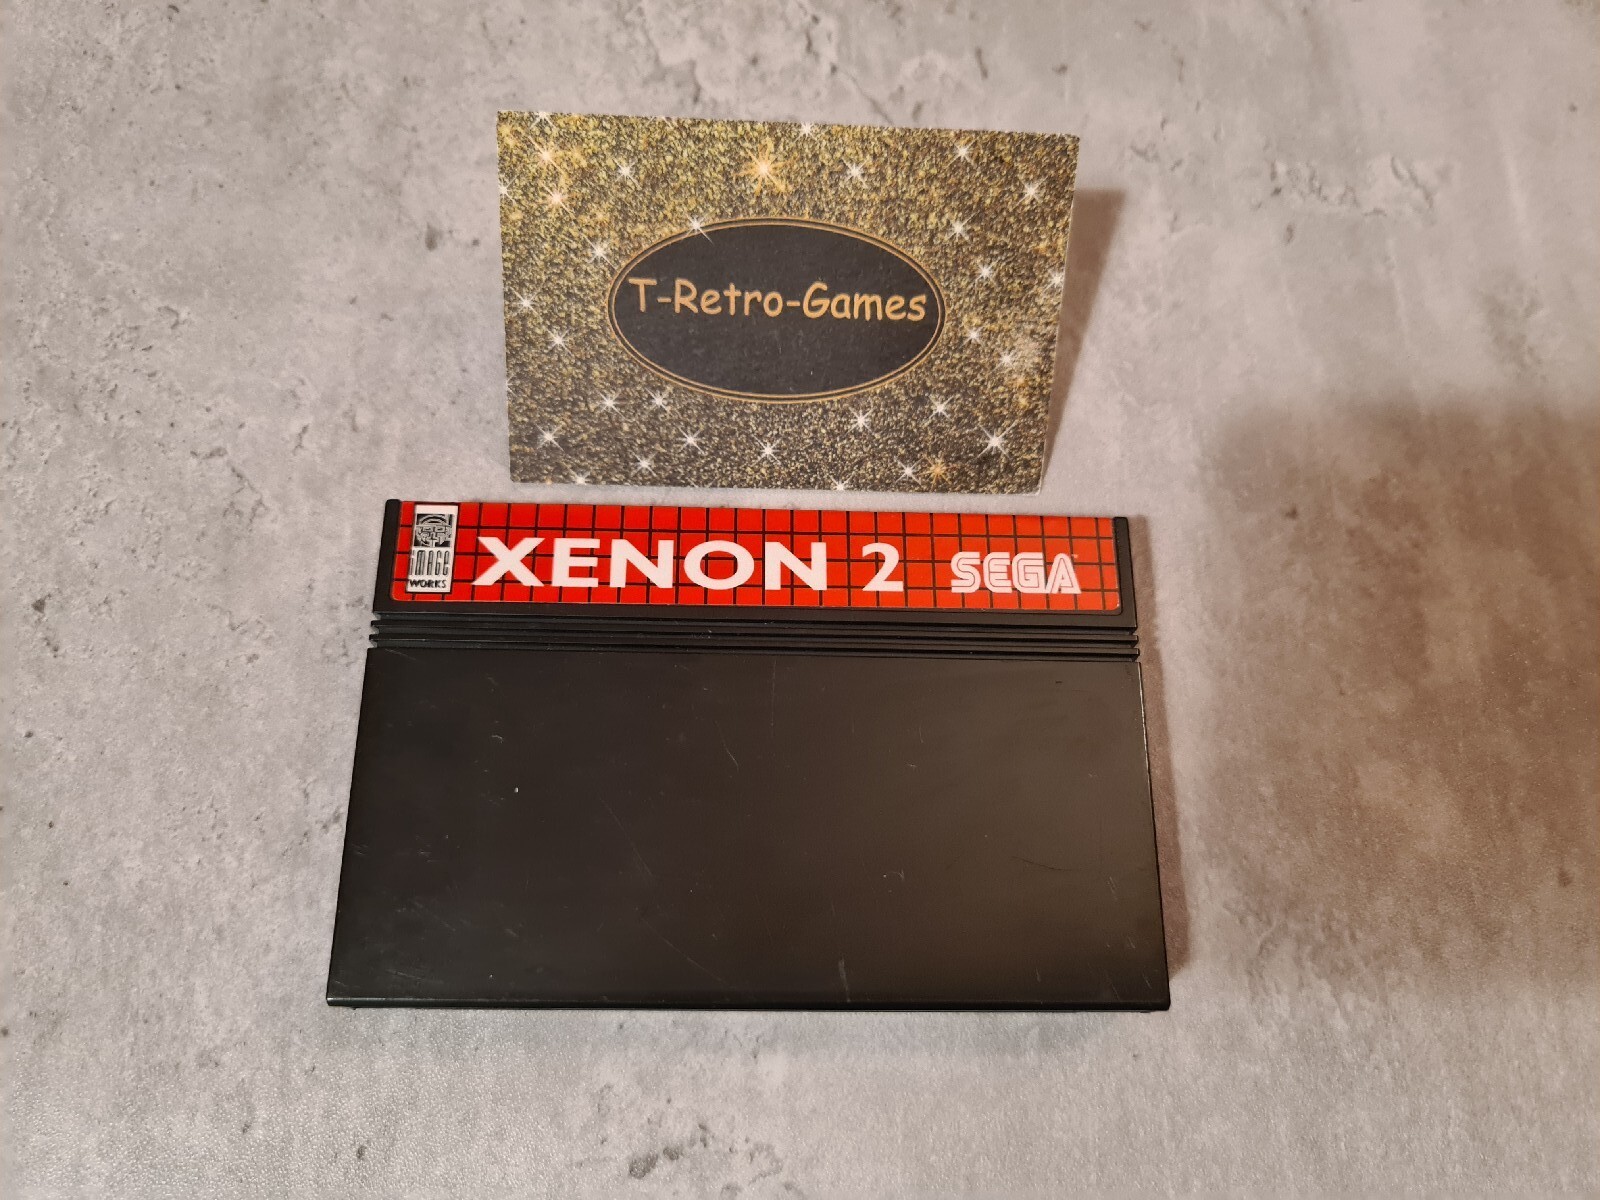 T-Retro-Games
IMAGE
WORKS
XENON 2
SEGA